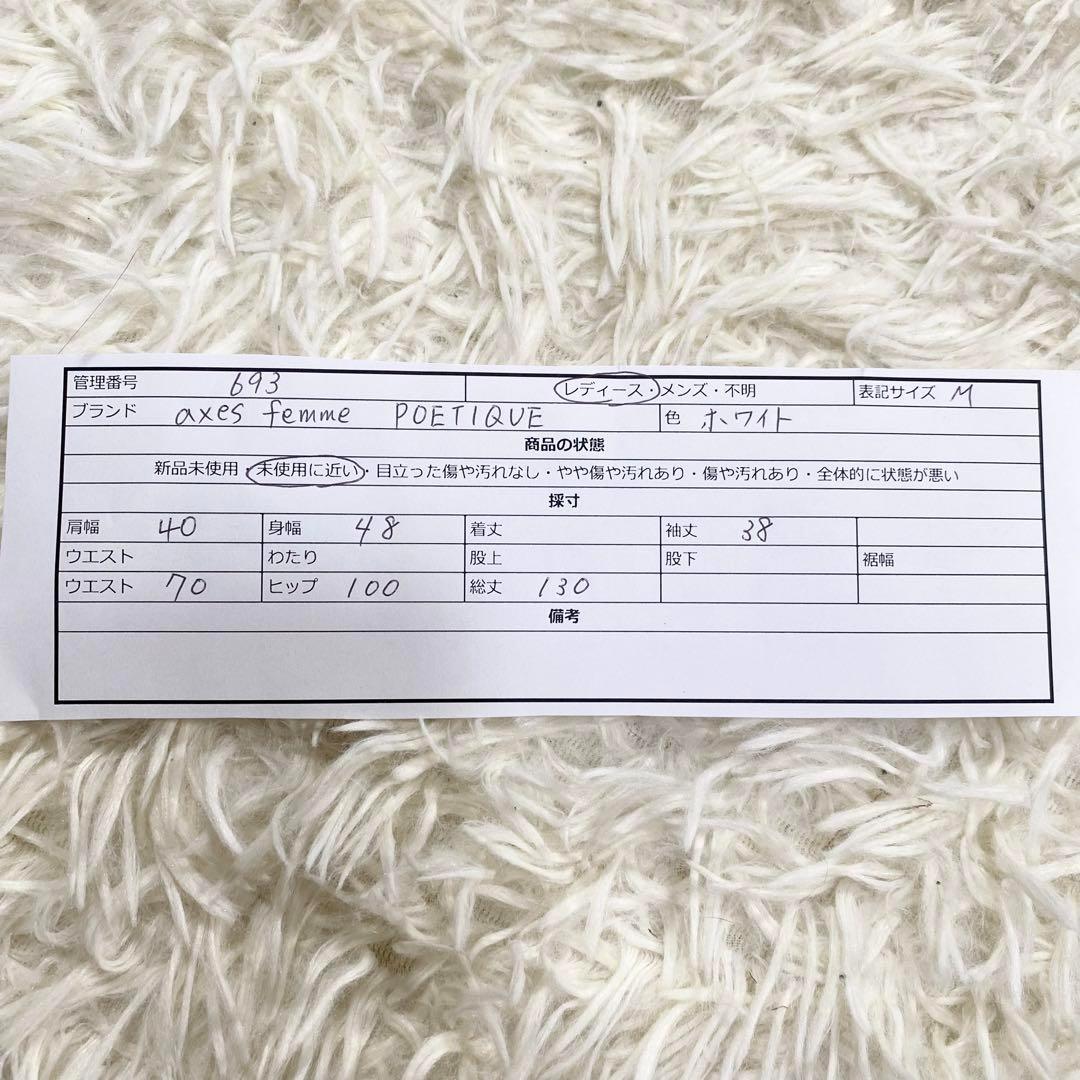 管理番号 693 レディース・メンズ・不明 表記サイズ M
ブランド axes femme POETIQUE 色 ホワイト
商品の状態
新品未使用・未使用に近い・目立った傷や汚れなし・やや傷や汚れあり・傷や汚れあり・全体的に状態が悪い
採寸
肩幅 40 身幅 48 着丈 袖丈 38
ウエスト わたり 股上 股下 裾幅
ウエスト 70 ヒップ 100 総丈 130
備考